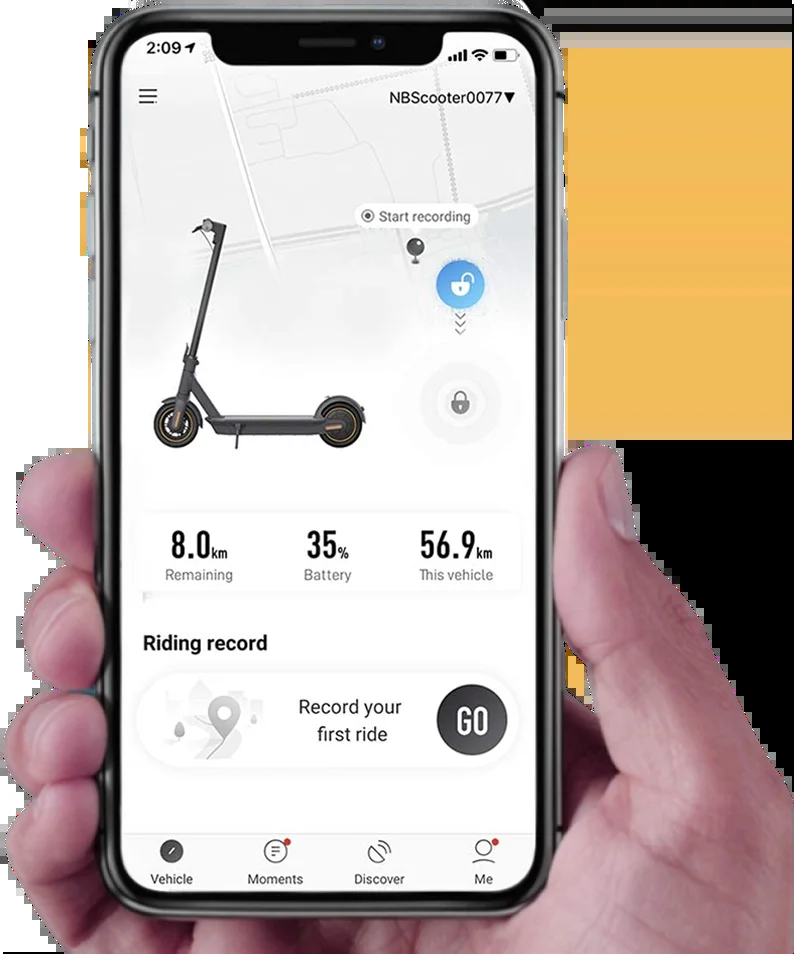 2:09
NBScooter0077▼
Start recording
8.0km
35%
56.9km
Remaining
Battery
This vehicle
Riding record
Record your
first ride
GO
Vehicle
Moments
Discover
Me